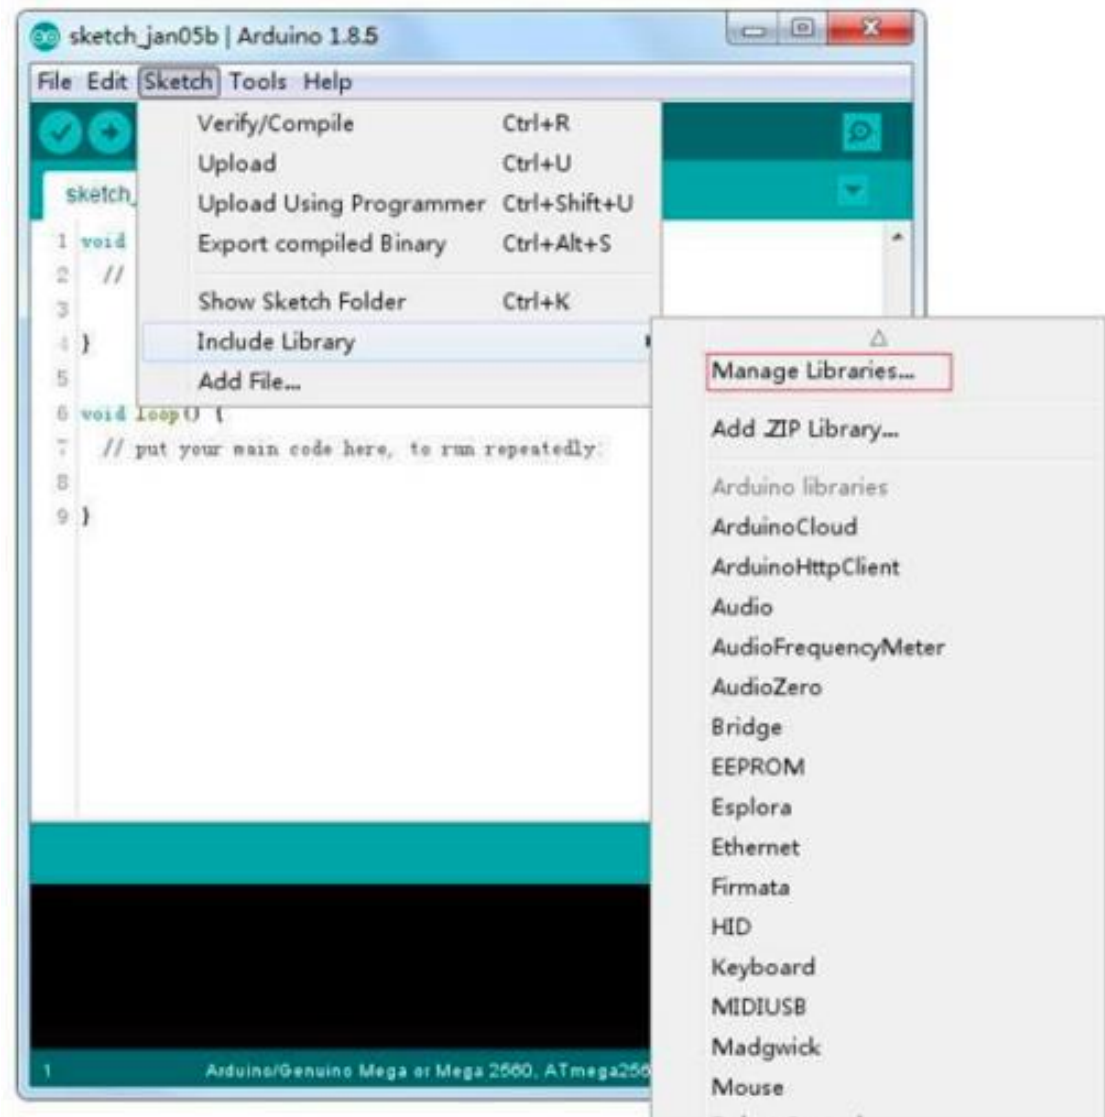 sketch_jan05b | Arduino 1.8.5
File Edit Sketch Tools Help
Verify/Compile Ctrl+R
Upload Ctrl+U
Upload Using Programmer Ctrl+Shift+U
Export compiled Binary Ctrl+Alt+S
Show Sketch Folder Ctrl+K
Include Library
Add File...
Manage Libraries...
Add .ZIP Library...
Arduino libraries
ArduinoCloud
ArduinoHttpClient
Audio
AudioFrequencyMeter
AudioZero
Bridge
EEPROM
Esplora
Ethernet
Firmata
HID
Keyboard
MIDIUSB
Madgwick
Mouse
sketch_
1 void
2 //
3
4 }
5
6 void loop() {
7 // put your main code here, to run repeatedly:
8
9 }
1 Arduino/Genuino Mega or Mega 2560, ATmega256